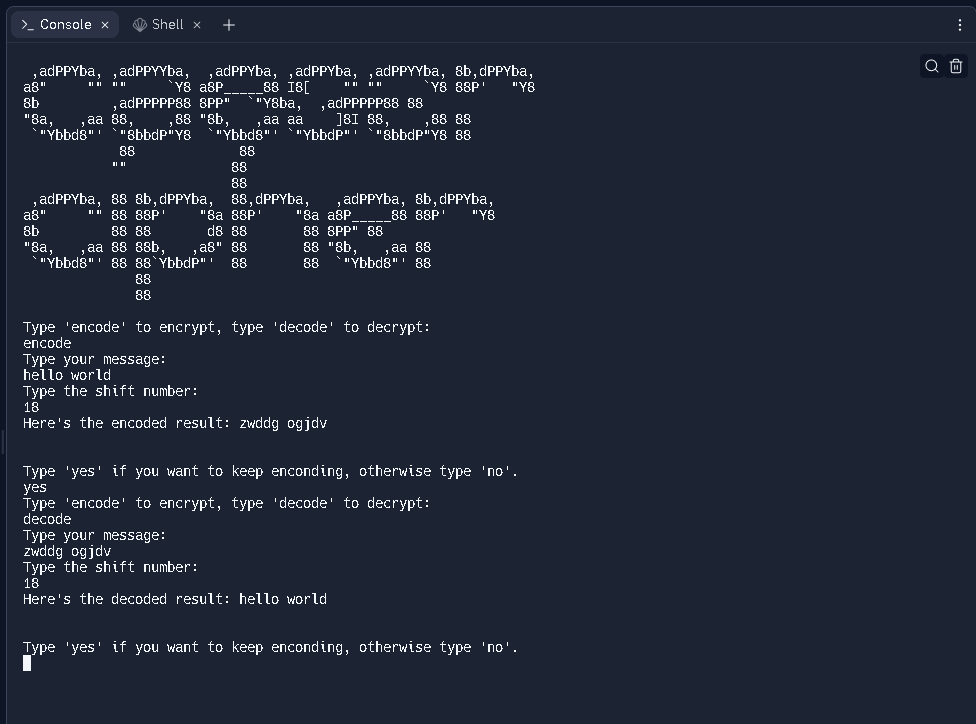 Console × Shell × +
 ,adPPYba, ,adPPYYba,  ,adPPYba, ,adPPYba, ,adPPYYba, 8b,dPPYba,
a8"     "" ""     `Y8 a8P_____88 I8[    "" ""     `Y8 88P'   "Y8
8b         ,adPPPPP88 8PP"  `"Y8ba,  ,adPPPPP88 88
"8a,   ,aa 88,    ,88 "8b,   ,aa aa    ]8I 88,    ,88 88
 `"Ybbd8"' `"8bbdP"Y8  `"Ybbd8"' `"YbbdP"' `"8bbdP"Y8 88
            88             88
           ""             88
                          88
 ,adPPYba, 88 8b,dPPYba,  88,dPPYba,   ,adPPYba, 8b,dPPYba,
a8"     "" 88 88P'    "8a 88P'    "8a a8P_____88 88P'   "Y8
8b         88 88       d8 88       88 8PP" 88
"8a,   ,aa 88 88b,   ,a8" 88       88 "8b,   ,aa 88
 `"Ybbd8"' 88 88`YbbdP"'  88       88  `"Ybbd8"' 88
              88
              88
Type 'encode' to encrypt, type 'decode' to decrypt:
encode
Type your message:
hello world
Type the shift number:
18
Here's the encoded result: zwddg ogjdv
Type 'yes' if you want to keep enconding, otherwise type 'no'.
yes
Type 'encode' to encrypt, type 'decode' to decrypt:
decode
Type your message:
zwddg ogjdv
Type the shift number:
18
Here's the decoded result: hello world
Type 'yes' if you want to keep enconding, otherwise type 'no'.